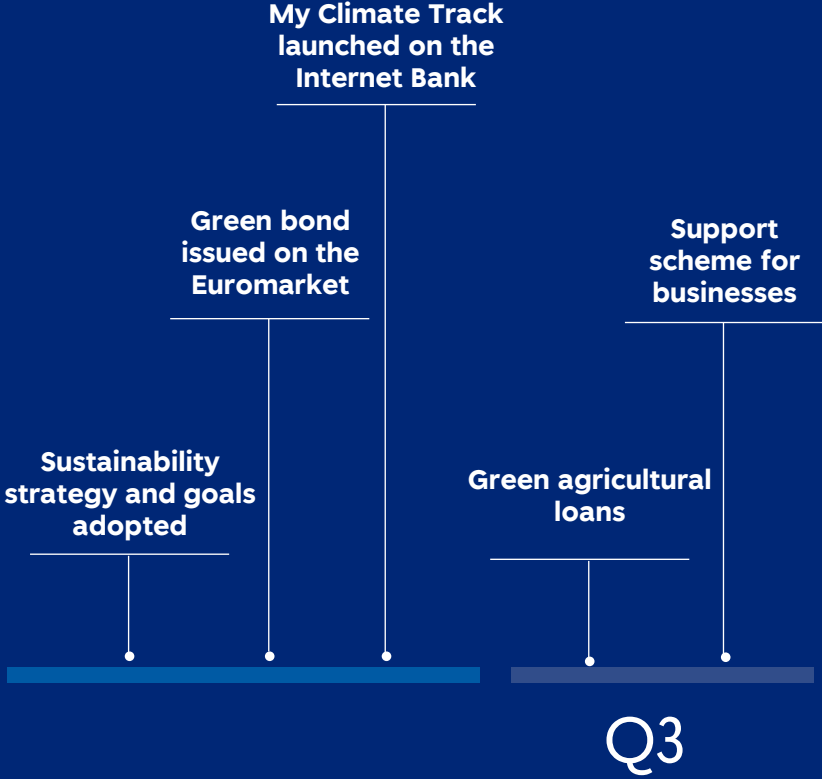 My Climate Track
launched on the
Internet Bank
Green bond
issued on the
Euromarket
Support
scheme for
businesses
Sustainability
strategy and goals
adopted
Green agricultural
loans
Q3